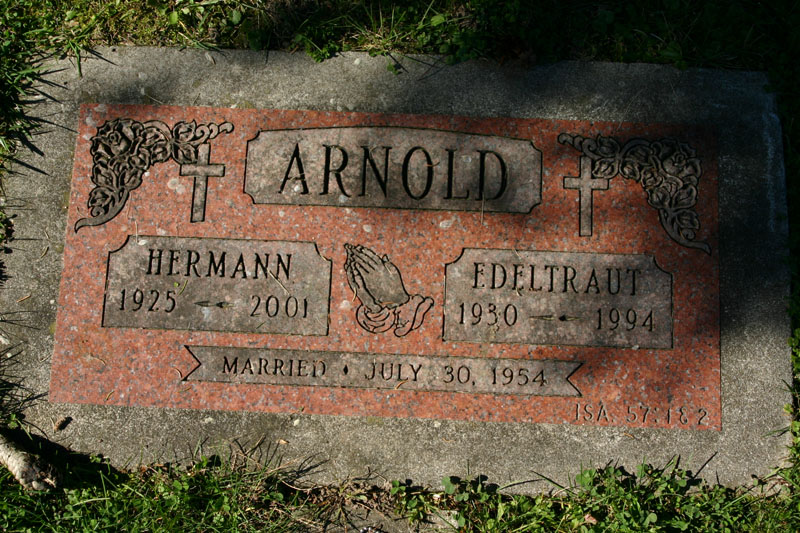 ARNOLD
HERMANN
1925 2001
EDELTRAUT
1930 1994
MARRIED ♦ JULY 30, 1954
ISA. 57:1&2